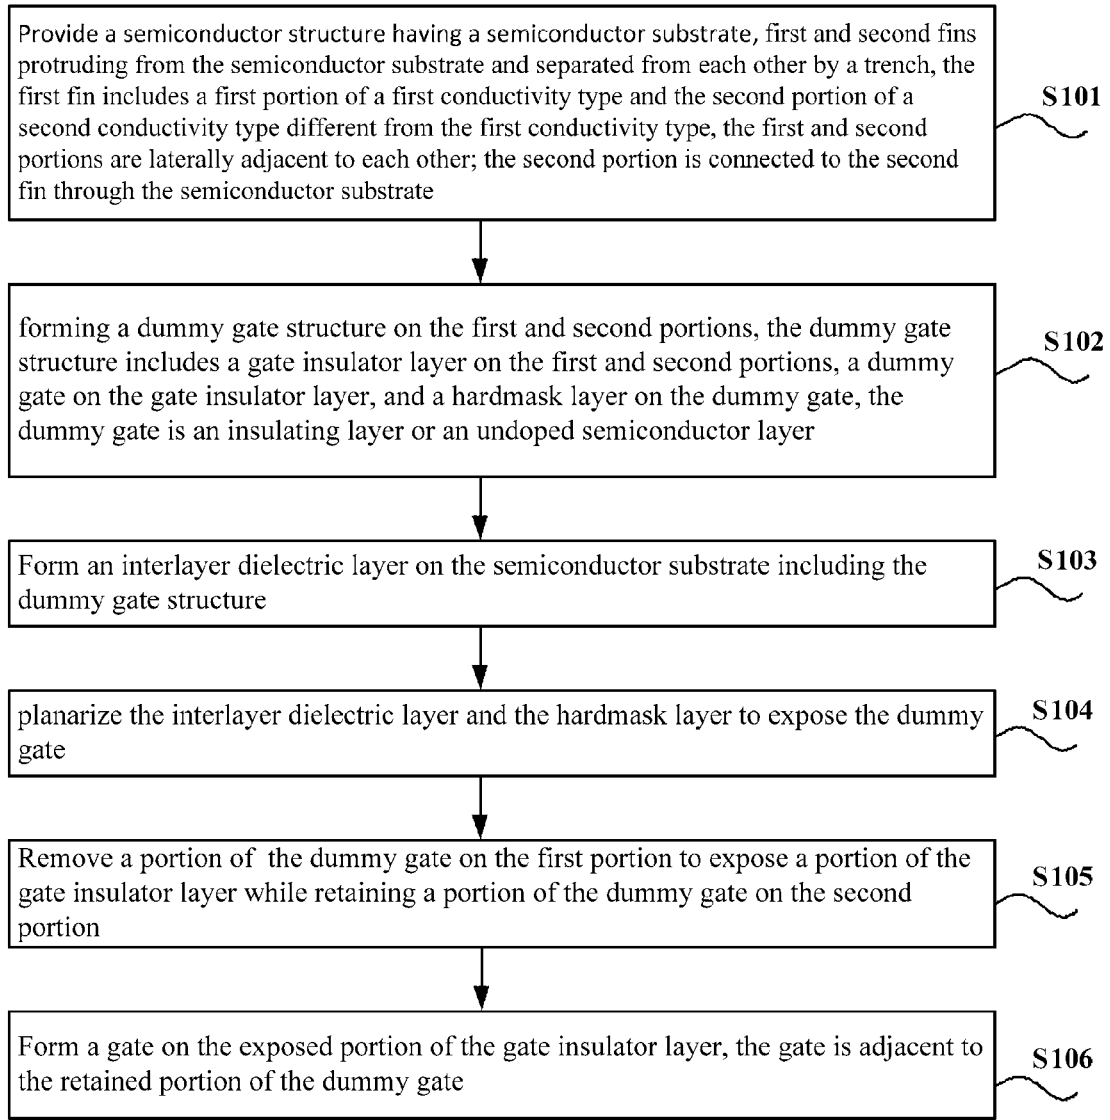 Provide a semiconductor structure having a semiconductor substrate, first and second fins
protruding from the semiconductor substrate and separated from each other by a trench, the
first fin includes a first portion of a first conductivity type and the second portion of a
second conductivity type different from the first conductivity type, the first and second
portions are laterally adjacent to each other; the second portion is connected to the second
fin through the semiconductor substrate
S101
forming a dummy gate structure on the first and second portions, the dummy gate
structure includes a gate insulator layer on the first and second portions, a dummy
gate on the gate insulator layer, and a hardmask layer on the dummy gate, the
dummy gate is an insulating layer or an undoped semiconductor layer
S102
Form an interlayer dielectric layer on the semiconductor substrate including the
dummy gate structure
S103
planarize the interlayer dielectric layer and the hardmask layer to expose the dummy
gate
S104
Remove a portion of the dummy gate on the first portion to expose a portion of the
gate insulator layer while retaining a portion of the dummy gate on the second
portion
S105
Form a gate on the exposed portion of the gate insulator layer, the gate is adjacent to
the retained portion of the dummy gate
S106